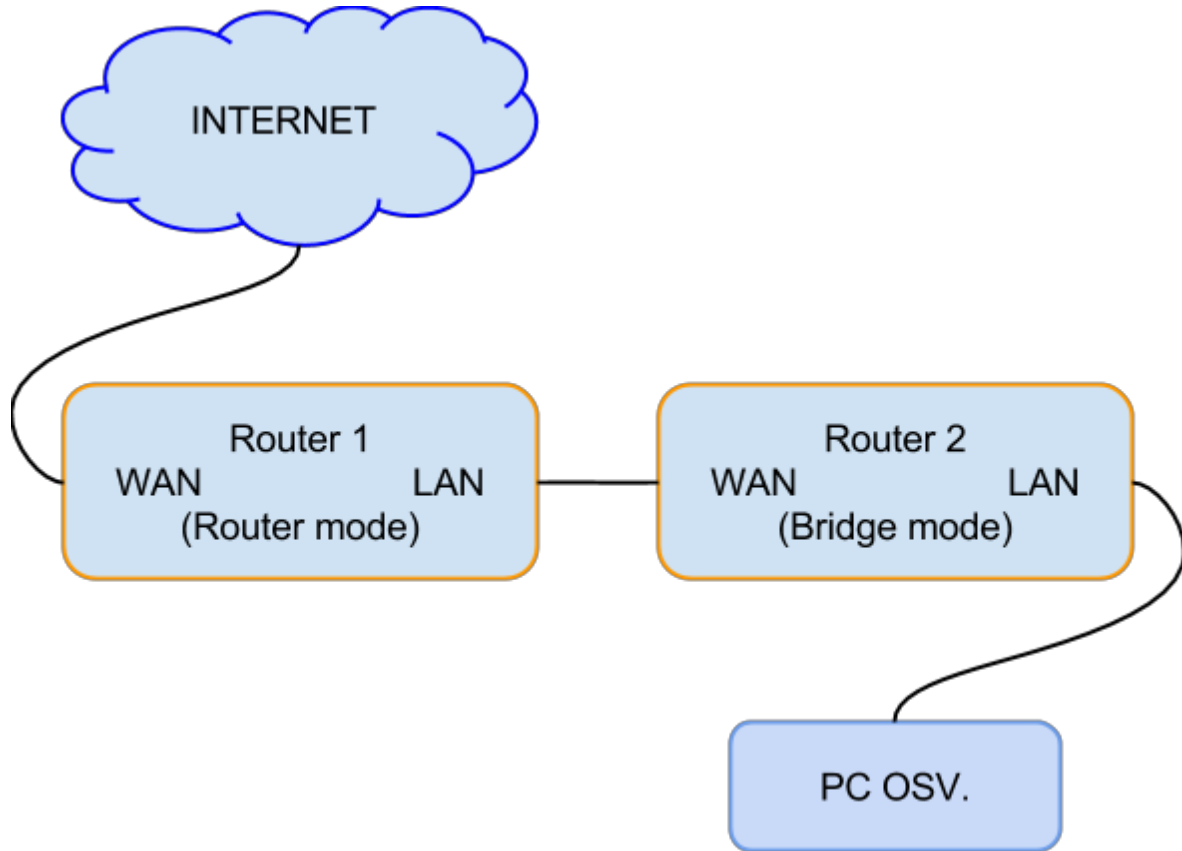 INTERNET
Router 1
WAN LAN
(Router mode)
Router 2
WAN LAN
(Bridge mode)
PC OSV.